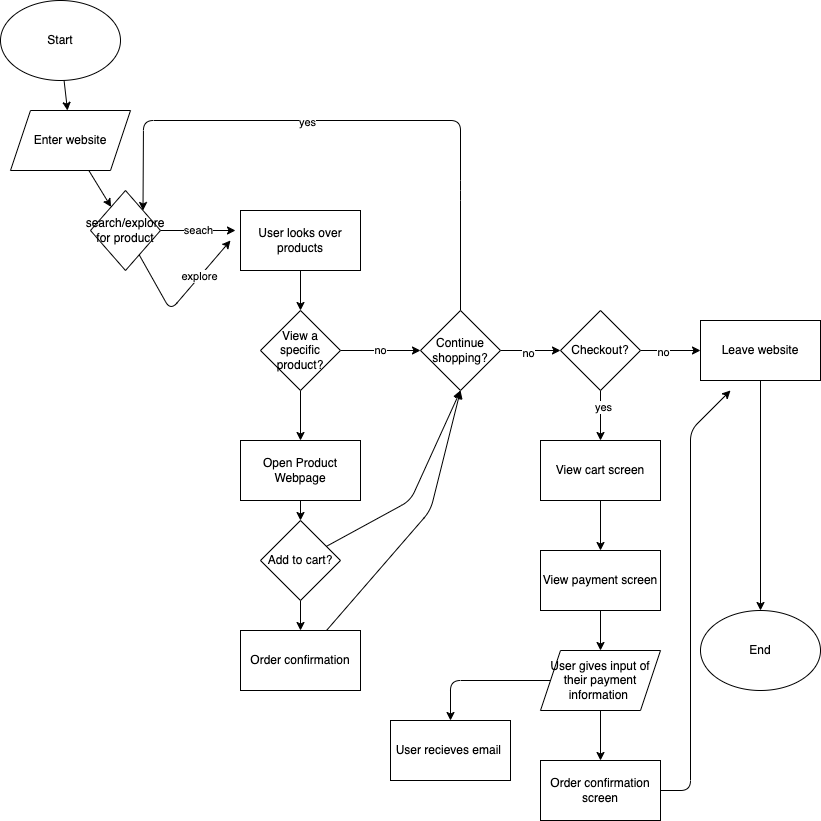 Start
Enter website
yes
search/explore
for product
seach
explore
User looks over
products
View a
specific
product?
no
Continue
shopping?
no
Checkout?
no
Leave website
yes
Open Product
Webpage
View cart screen
Add to cart?
View payment screen
Order confirmation
User gives input of
their payment
information
End
User recieves email
Order confirmation
screen